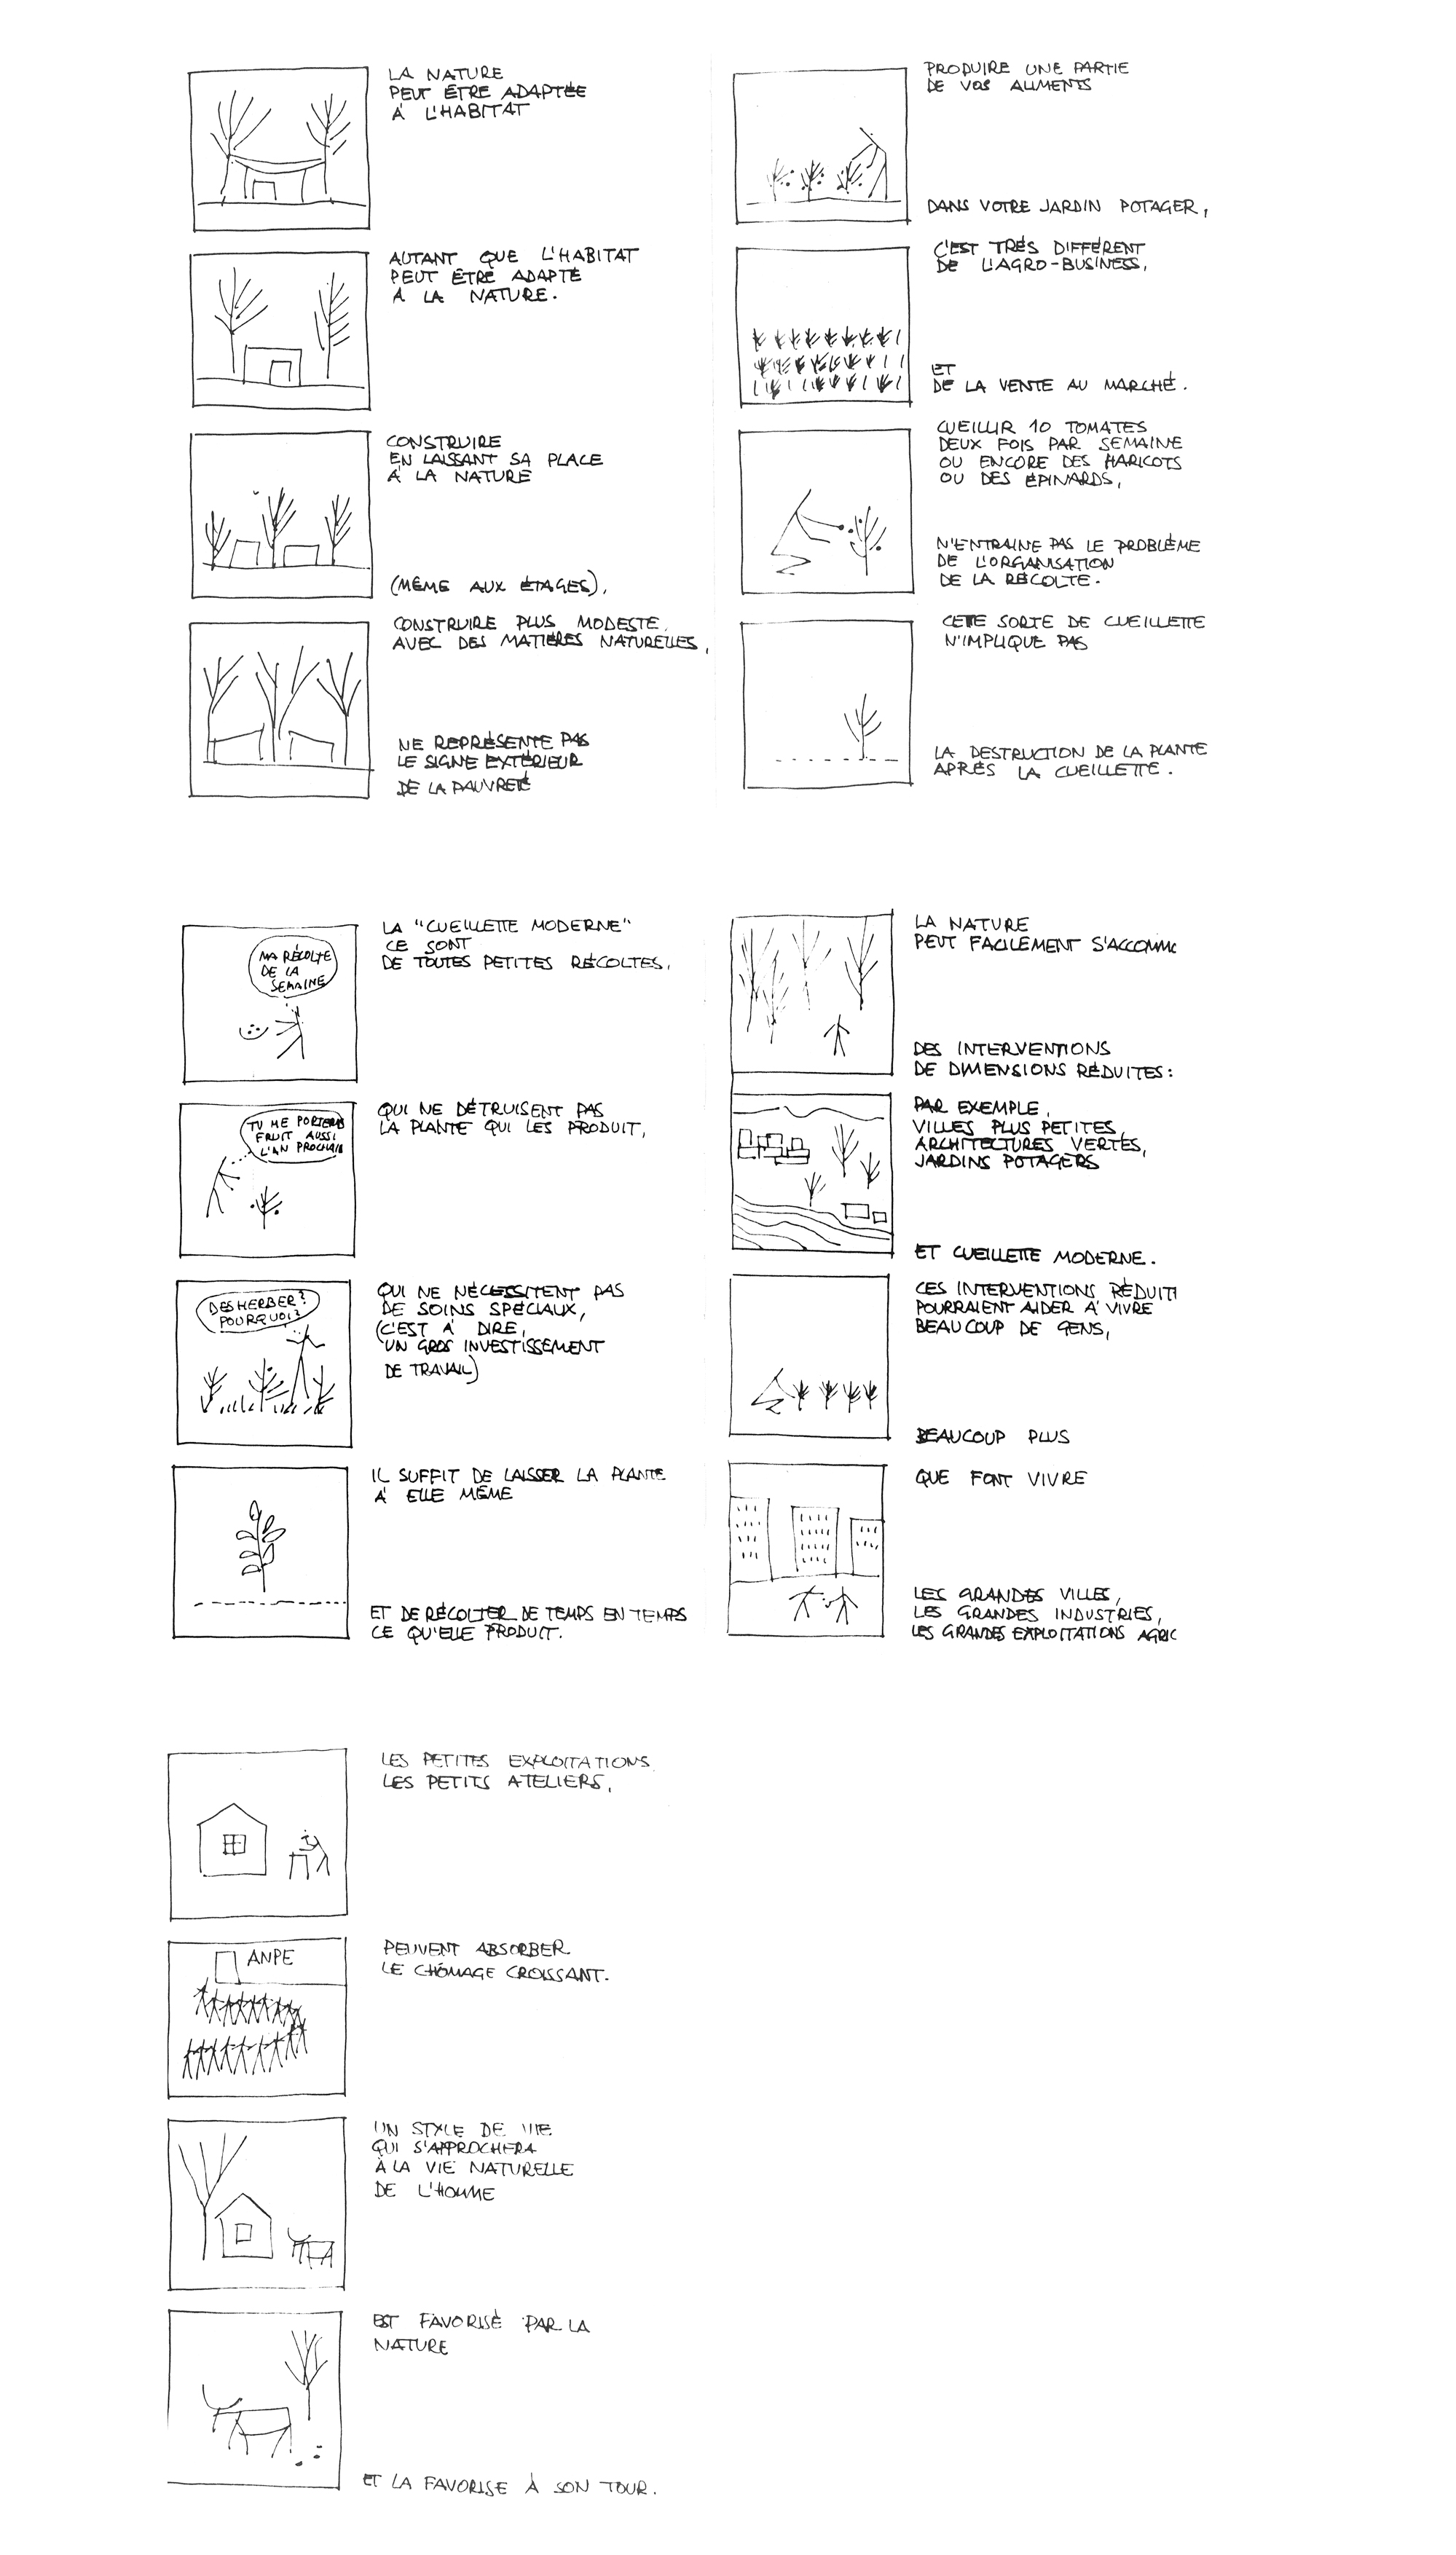 LA NATURE
PEUT ÊTRE ADAPTÉE
À L'HABITAT
AUTANT QUE L'HABITAT
PEUT ÊTRE ADAPTÉ
À LA NATURE.
CONSTRUIRE
EN LAISSANT SA PLACE
À LA NATURE
(MÊME AUX ÉTAGES),
CONSTRUIRE PLUS MODESTE
AVEC DES MATIÈRES NATURELLES,
NE REPRÉSENTE PAS
LE SIGNE EXTÉRIEUR
DE LA PAUVRETÉ
PRODUIRE UNE PARTIE
DE VOS ALIMENTS
DANS VOTRE JARDIN POTAGER,
C'EST TRÈS DIFFÉRENT
DE L'AGRO-BUSINESS,
ET
DE LA VENTE AU MARCHÉ.
CUEILLIR 10 TOMATES
DEUX FOIS PAR SEMAINE
OU ENCORE DES HARICOTS
OU DES ÉPINARDS,
N'ENTRAINE PAS LE PROBLÈME
DE L'ORGANISATION
DE LA RÉCOLTE.
CETTE SORTE DE CUEILLETTE
N'IMPLIQUE PAS
LA DESTRUCTION DE LA PLANTE
APRÈS LA CUEILLETTE.
LA "CUEILLETTE MODERNE"
CE SONT
DE TOUTES PETITES RÉCOLTES,
MA RÉCOLTE
DE LA
SEMAINE
QUI NE DÉTRUISENT PAS
LA PLANTE QUI LES PRODUIT,
TU ME PORTERAS
FRUIT AUSSI
L'AN PROCHAIN
QUI NE NÉCESSITENT PAS
DE SOINS SPÉCIAUX,
(C'EST À DIRE,
UN GROS INVESTISSEMENT
DE TRAVAIL)
DESHERBER?
POURQUOI?
IL SUFFIT DE LAISSER LA PLANTE
À ELLE MÊME
ET DE RÉCOLTER DE TEMPS EN TEMPS
CE QU'ELLE PRODUIT.
LA NATURE
PEUT FACILEMENT S'ACCOMM
DES INTERVENTIONS
DE DIMENSIONS RÉDUITES:
PAR EXEMPLE,
VILLES PLUS PETITES,
ARCHITECTURES VERTES,
JARDINS POTAGERS
ET CUEILLETTE MODERNE.
CES INTERVENTIONS RÉDUIT
POURRAIENT AIDER À VIVRE
BEAUCOUP DE GENS,
BEAUCOUP PLUS
QUE FONT VIVRE
LES GRANDES VILLES,
LES GRANDES INDUSTRIES,
LES GRANDES EXPLOITATIONS AGRIC
LES PETITES EXPLOITATIONS
LES PETITS ATELIERS,
ANPE
PEUVENT ABSORBER
LE CHÔMAGE CROISSANT.
UN STYLE DE VIE
QUI S'APPROCHERA
À LA VIE NATURELLE
DE L'HOMME
EST FAVORISÉ PAR LA
NATURE
ET LA FAVORISE À SON TOUR.